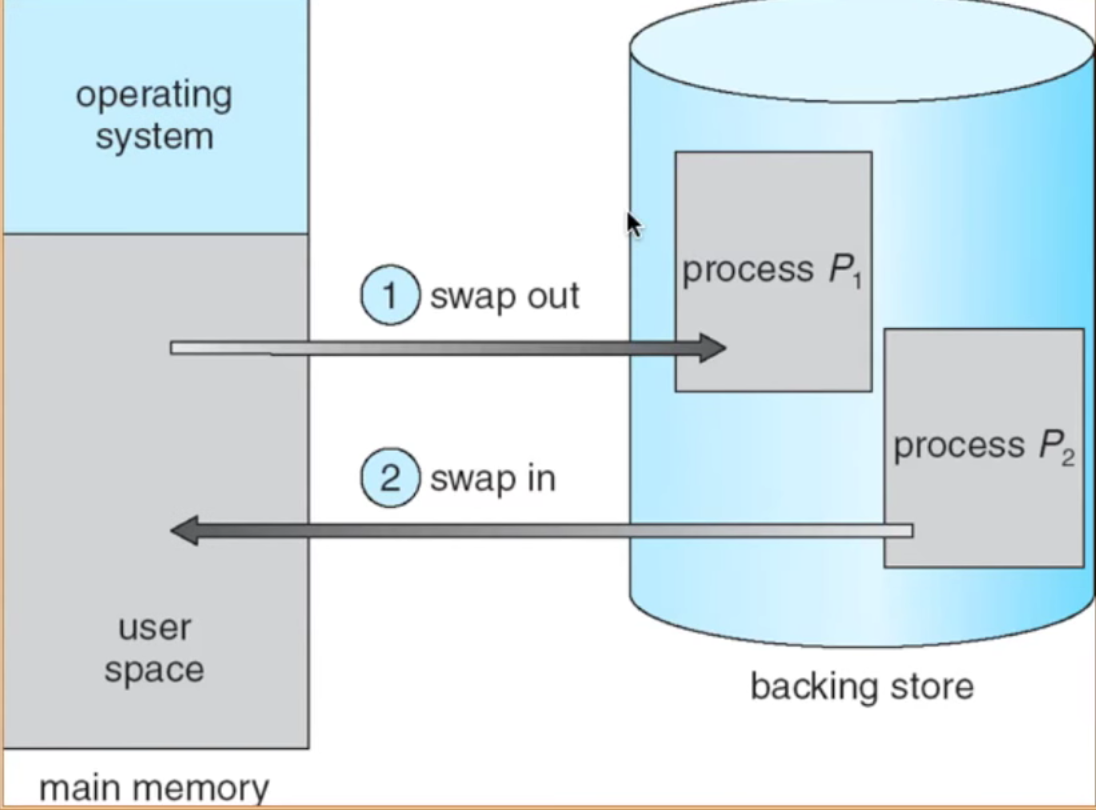 operating
system
process P1
1 swap out
process P2
2 swap in
user
space
backing store
main memory